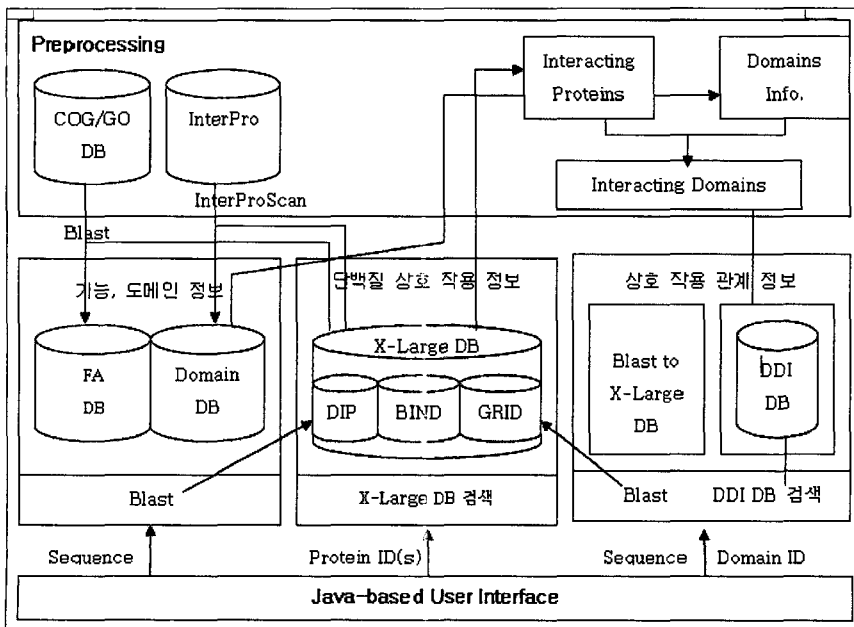 Preprocessing
COG/GO
DB
InterPro
Interacting
Proteins
Domains
Info.
Interacting Domains
InterProScan
Blast
기능, 도메인 정보
단백질 상호 작용 정보
상호 작용 관계 정보
FA
DB
Domain
DB
X-Large DB
DIP
BIND
GRID
Blast to
X-Large
DB
DDI
DB
Blast
X-Large DB 검색
Blast
DDI DB 검색
Sequence
Protein ID(s)
Sequence
Domain ID
Java-based User Interface